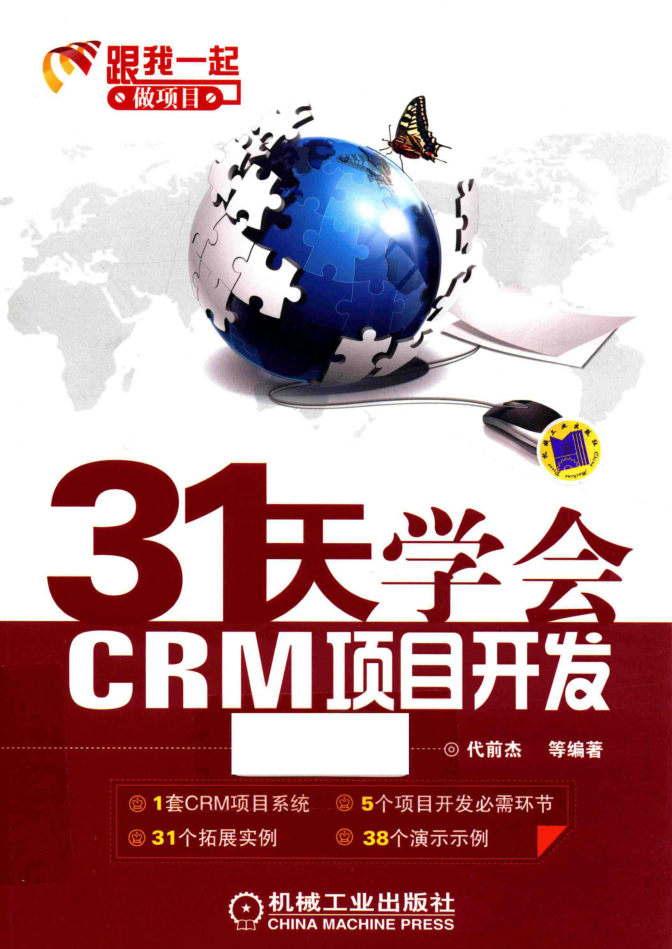 跟我一起
做项目
31天学会
CRM项目开发
◎ 代前杰 等编著
1套CRM项目系统 5个项目开发必需环节
31个拓展实例 38个演示示例
机械工业出版社
CHINA MACHINE PRESS